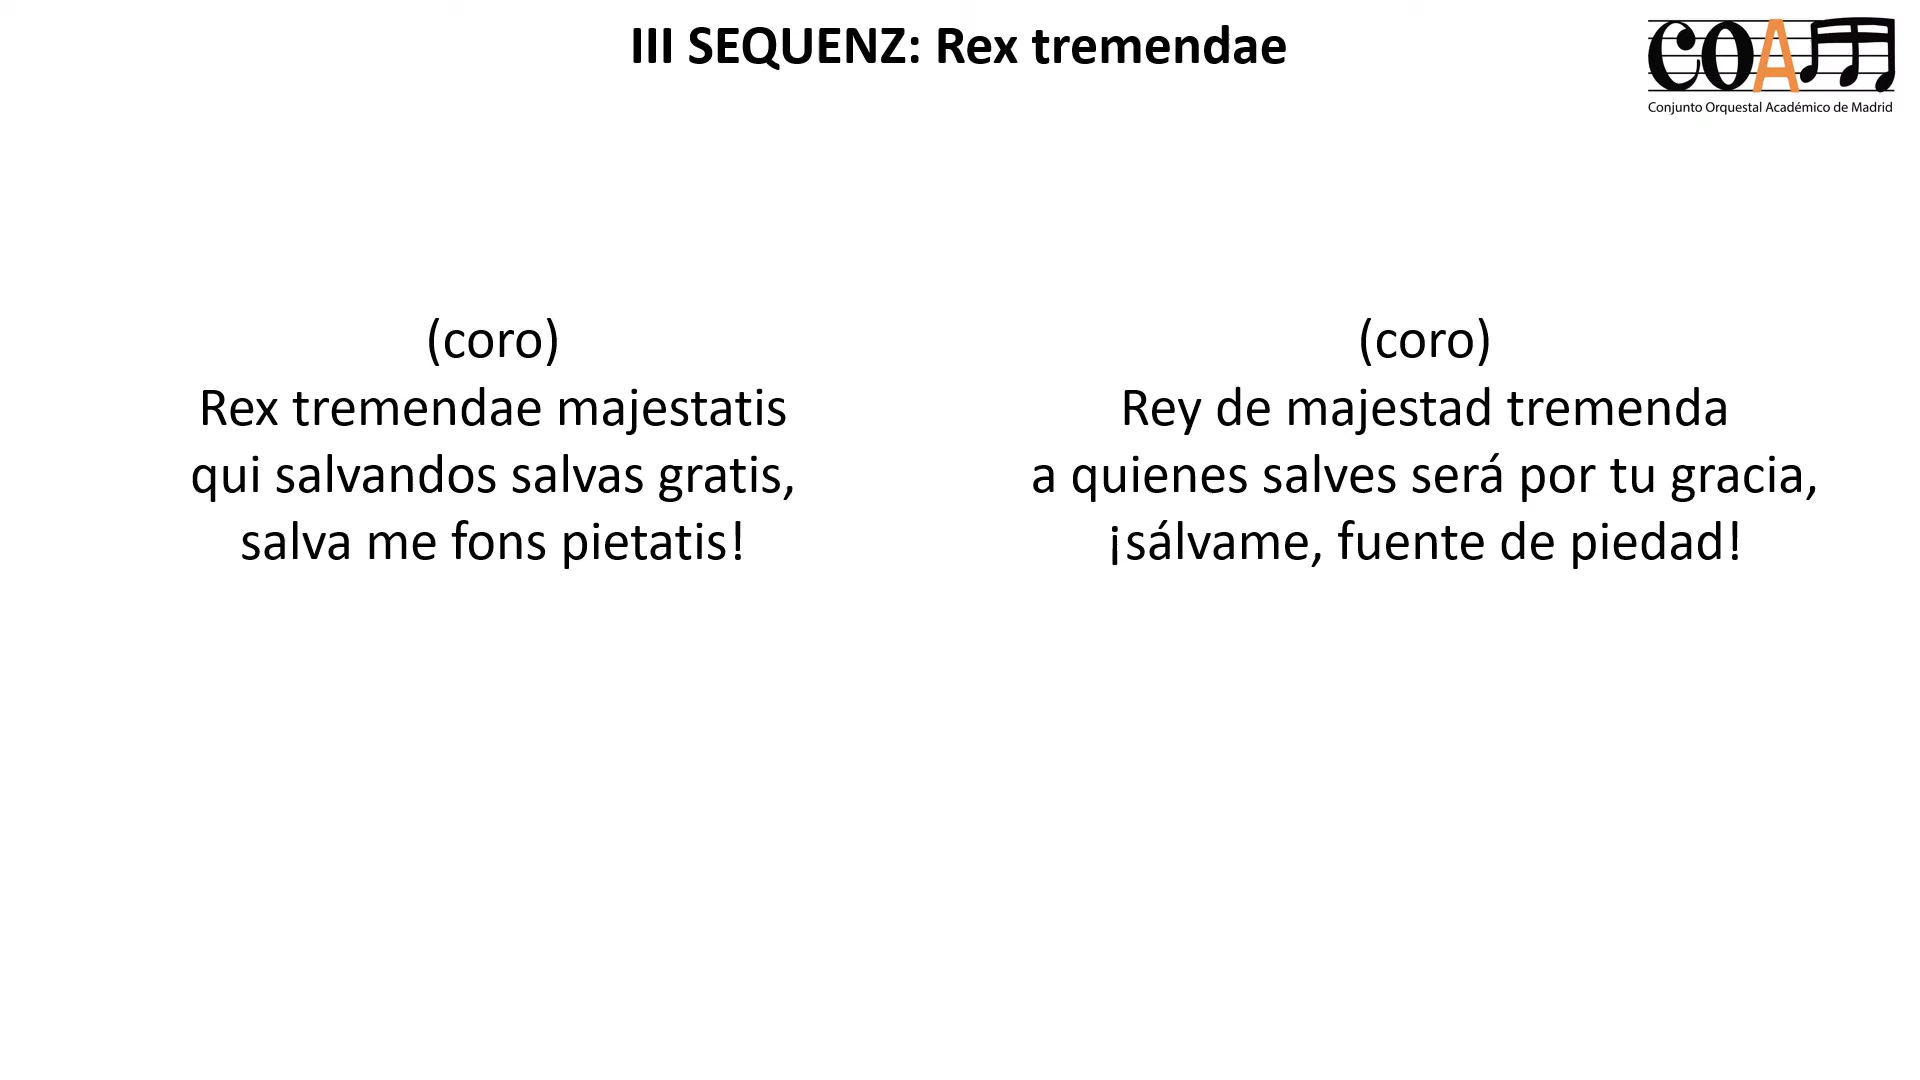 III SEQUENZ: Rex tremendae
COAM
Conjunto Orquestal Académico de Madrid
(coro)
Rex tremendae majestatis
qui salvandos salvas gratis,
salva me fons pietatis!
(coro)
Rey de majestad tremenda
a quienes salves será por tu gracia,
¡sálvame, fuente de piedad!